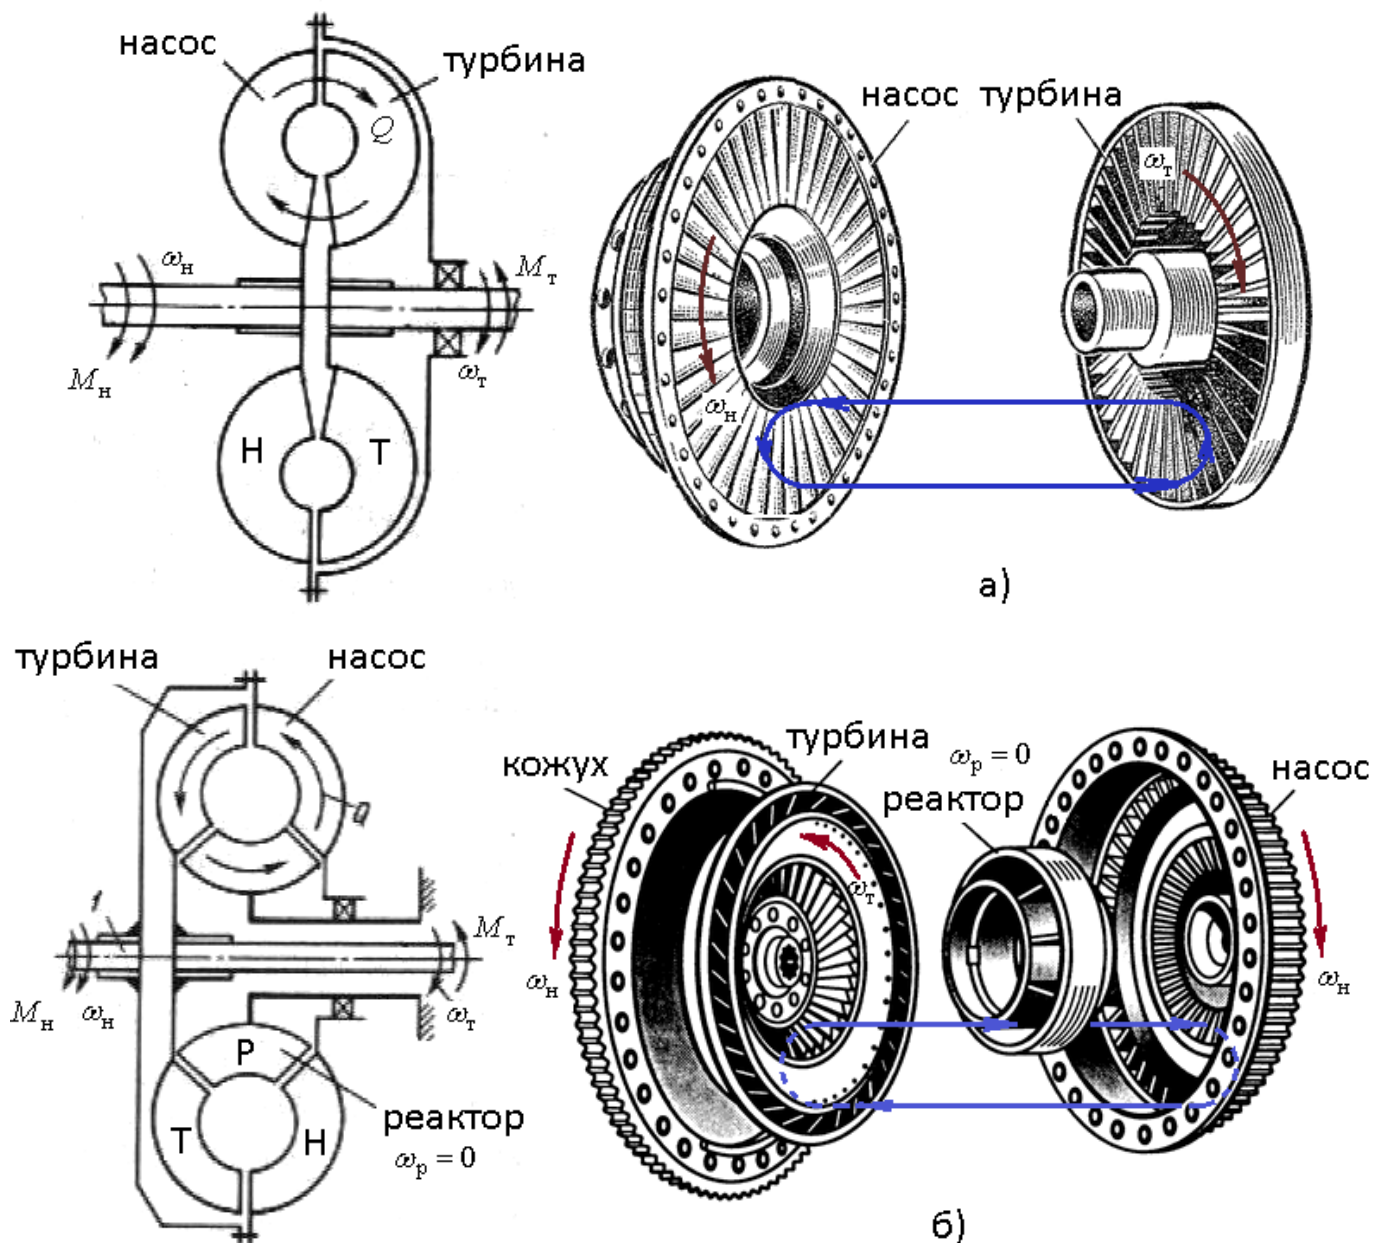 насос
турбина
Q
ωн
Mт
Mн
ωт
Н
Т
насос турбина
ωт
ωн
а)
турбина
насос
Mт
Mн
ωн
ωт
Р
Т
Н
реактор
ωр = 0
кожух
турбина
ωр = 0
реактор
насос
ωт
ωн
ωн
б)